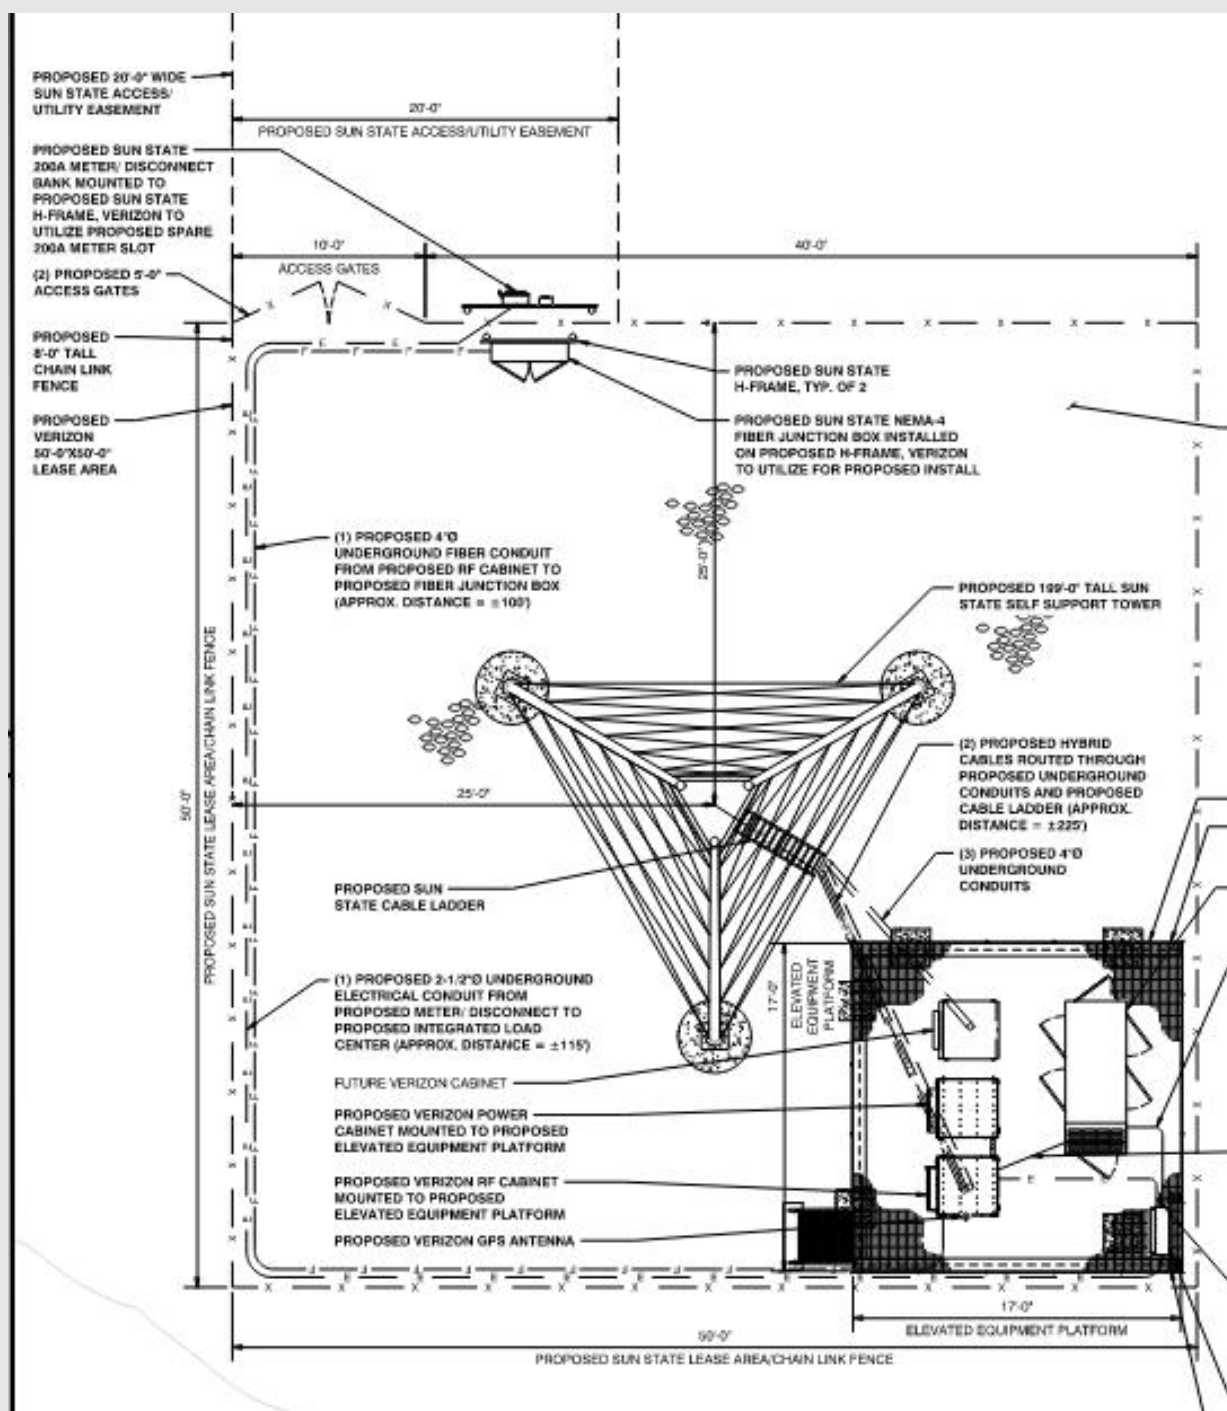 PROPOSED 20'-0" WIDE
SUN STATE ACCESS/
UTILITY EASEMENT
20'-0"
PROPOSED SUN STATE ACCESS/UTILITY EASEMENT
PROPOSED SUN STATE
200A METER/ DISCONNECT
BANK MOUNTED TO
PROPOSED SUN STATE
H-FRAME, VERIZON TO
UTILIZE PROPOSED SPARE
200A METER SLOT
10'-0"
ACCESS GATES
40'-0"
(2) PROPOSED 5'-0"
ACCESS GATES
PROPOSED
8'-0" TALL
CHAIN LINK
FENCE
PROPOSED
VERIZON
50'-0"X50'-0"
LEASE AREA
PROPOSED SUN STATE
H-FRAME, TYP. OF 2
PROPOSED SUN STATE NEMA-4
FIBER JUNCTION BOX INSTALLED
ON PROPOSED H-FRAME, VERIZON
TO UTILIZE FOR PROPOSED INSTALL
(1) PROPOSED 4"Ø
UNDERGROUND FIBER CONDUIT
FROM PROPOSED RF CABINET TO
PROPOSED FIBER JUNCTION BOX
(APPROX. DISTANCE = ±100')
25'-0"
PROPOSED 199'-0" TALL SUN
STATE SELF SUPPORT TOWER
(2) PROPOSED HYBRID
CABLES ROUTED THROUGH
PROPOSED UNDERGROUND
CONDUITS AND PROPOSED
CABLE LADDER (APPROX.
DISTANCE = ±225')
25'-0"
50'-0"
PROPOSED SUN STATE LEASE AREA/CHAIN LINK FENCE
(3) PROPOSED 4"Ø
UNDERGROUND
CONDUITS
PROPOSED SUN
STATE CABLE LADDER
(1) PROPOSED 2-1/2"Ø UNDERGROUND
ELECTRICAL CONDUIT FROM
PROPOSED METER/ DISCONNECT TO
PROPOSED INTEGRATED LOAD
CENTER (APPROX. DISTANCE = ±115')
17'-0"
ELEVATED
EQUIPMENT
PLATFORM
FUTURE VERIZON CABINET
PROPOSED VERIZON POWER
CABINET MOUNTED TO PROPOSED
ELEVATED EQUIPMENT PLATFORM
PROPOSED VERIZON RF CABINET
MOUNTED TO PROPOSED
ELEVATED EQUIPMENT PLATFORM
PROPOSED VERIZON GPS ANTENNA
17'-0"
ELEVATED EQUIPMENT PLATFORM
50'-0"
PROPOSED SUN STATE LEASE AREA/CHAIN LINK FENCE